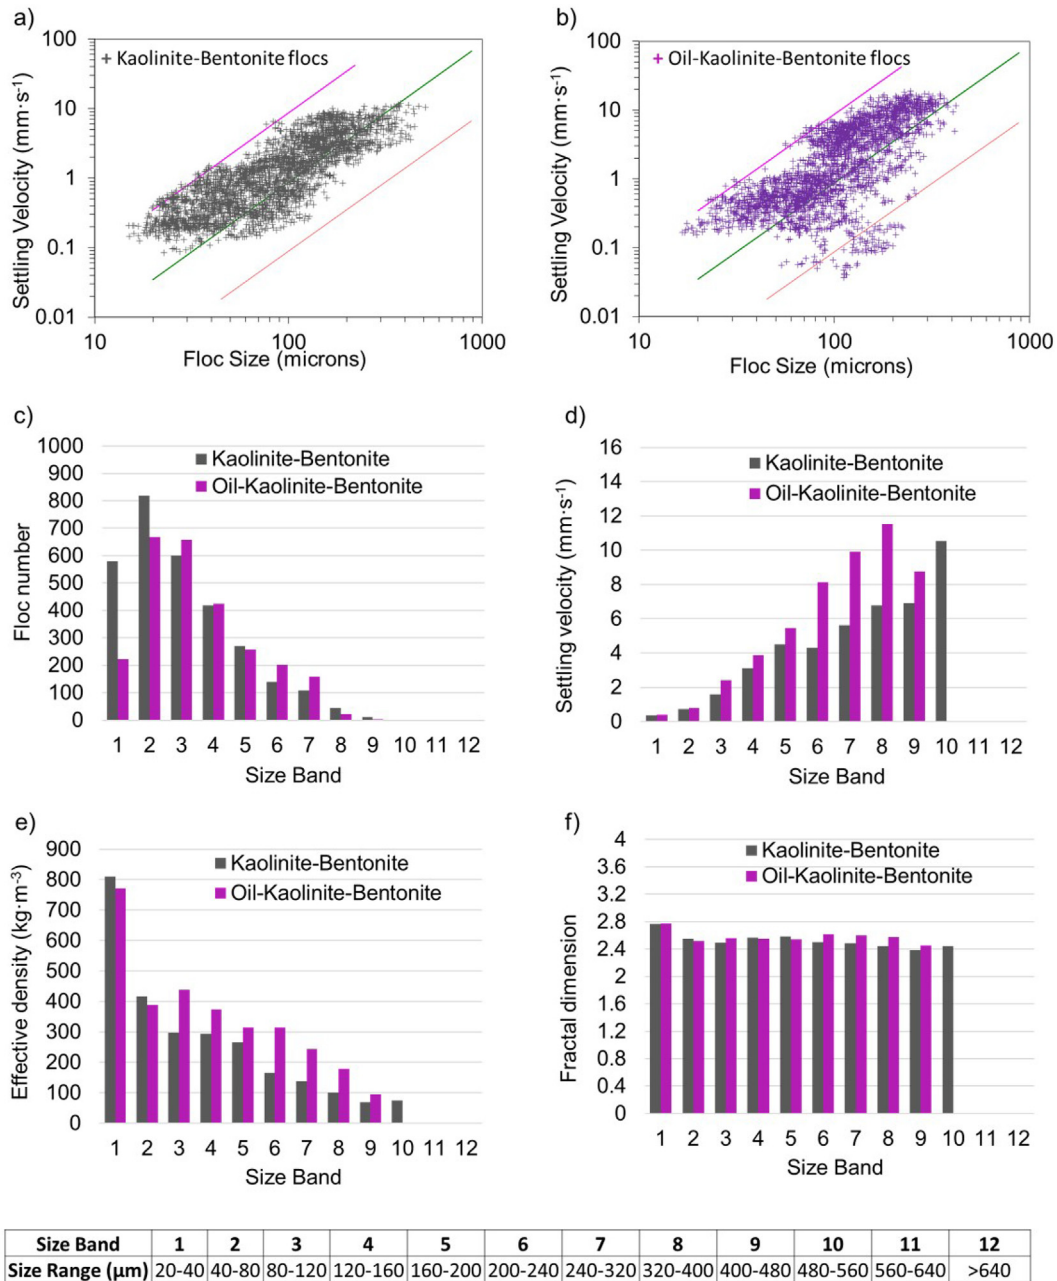 a)
100
10
1
0.1
0.01
Settling Velocity (mm·s⁻¹)
+ Kaolinite-Bentonite flocs
10
100
1000
Floc Size (microns)
b)
100
10
1
0.1
0.01
Settling Velocity (mm·s⁻¹)
+ Oil-Kaolinite-Bentonite flocs
10
100
1000
Floc Size (microns)
c)
1000
900
800
700
600
500
400
300
200
100
0
Floc number
Kaolinite-Bentonite
Oil-Kaolinite-Bentonite
1 2 3 4 5 6 7 8 9 10 11 12
Size Band
d)
16
14
12
10
8
6
4
2
0
Settling velocity (mm·s⁻¹)
Kaolinite-Bentonite
Oil-Kaolinite-Bentonite
1 2 3 4 5 6 7 8 9 10 11 12
Size Band
e)
900
800
700
600
500
400
300
200
100
0
Effective density (kg·m⁻³)
Kaolinite-Bentonite
Oil-Kaolinite-Bentonite
1 2 3 4 5 6 7 8 9 10 11 12
Size Band
f)
4
3.6
3.2
2.8
2.4
2
1.6
1.2
0.8
0.4
0
Fractal dimension
Kaolinite-Bentonite
Oil-Kaolinite-Bentonite
1 2 3 4 5 6 7 8 9 10 11 12
Size Band
Size Band 1 2 3 4 5 6 7 8 9 10 11 12
Size Range (µm) 20-40 40-80 80-120 120-160 160-200 200-240 240-320 320-400 400-480 480-560 560-640 >640